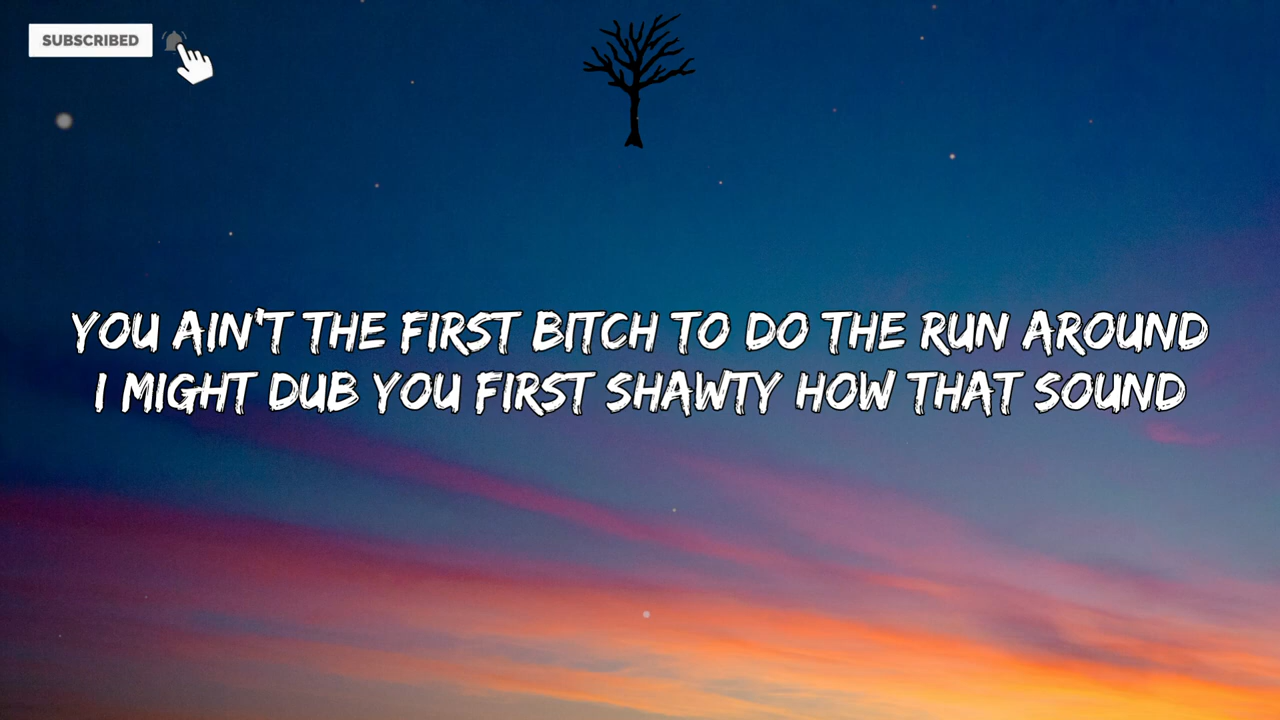 SUBSCRIBED
YOU AIN'T THE FIRST BITCH TO DO THE RUN AROUND
I MIGHT DUB YOU FIRST SHAWTY HOW THAT SOUND